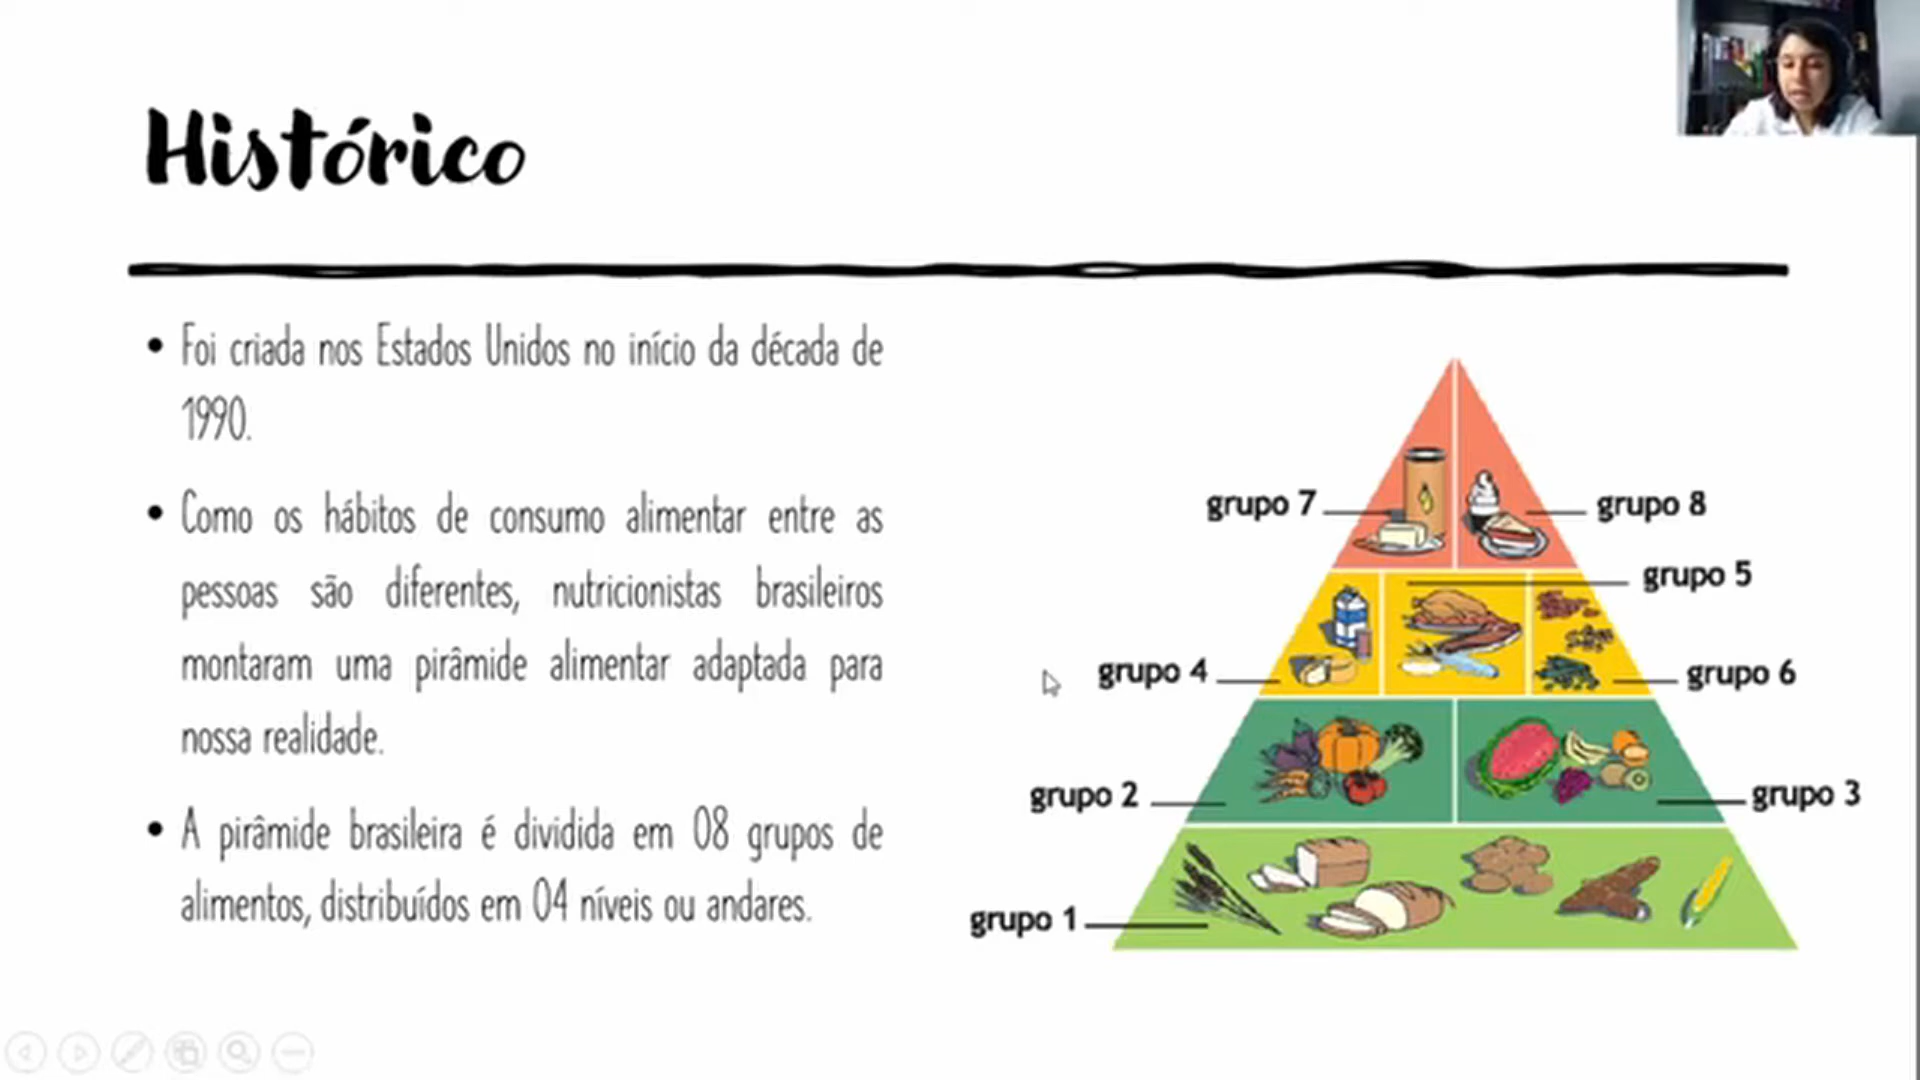 Histórico
• Foi criada nos Estados Unidos no início da década de
1990.
• Como os hábitos de consumo alimentar entre as
pessoas são diferentes, nutricionistas brasileiros
montaram uma pirâmide alimentar adaptada para
nossa realidade.
• A pirâmide brasileira é dividida em 08 grupos de
alimentos, distribuídos em 04 níveis ou andares.
grupo 7
grupo 8
grupo 5
grupo 4
grupo 6
grupo 2
grupo 3
grupo 1